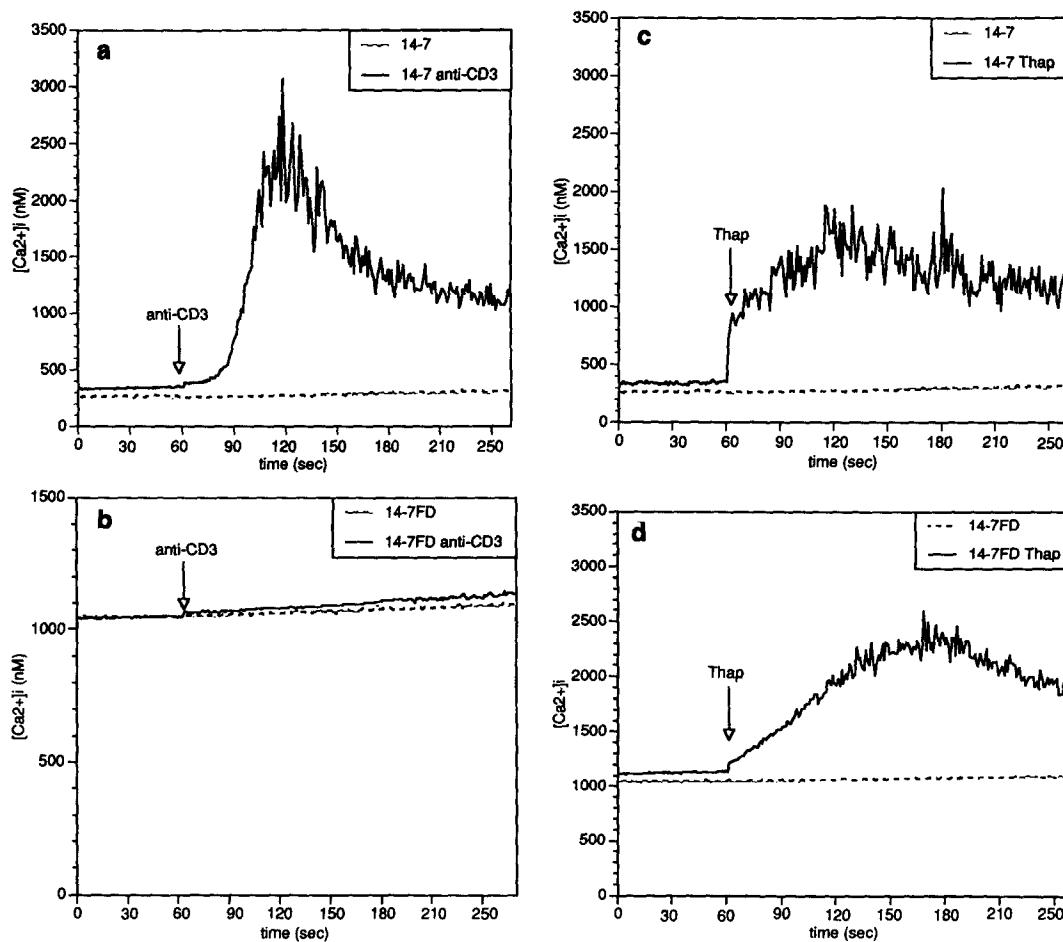 a
14-7
14-7 anti-CD3
anti-CD3
[Ca2+]i (nM)
3500
3000
2500
2000
1500
1000
500
0
0 30 60 90 120 150 180 210 250
time (sec)
c
14-7
14-7 Thap
Thap
[Ca2+]i (nM)
3500
3000
2500
2000
1500
1000
500
0
0 30 60 90 120 150 180 210 250
time (sec)
b
14-7FD
14-7FD anti-CD3
anti-CD3
[Ca2+]i (nM)
1500
1000
500
0
0 30 60 90 120 150 180 210 250
time (sec)
d
14-7FD
14-7FD Thap
Thap
[Ca2+]i
3500
3000
2500
2000
1500
1000
500
0
0 30 60 90 120 150 180 210 250
time (sec)